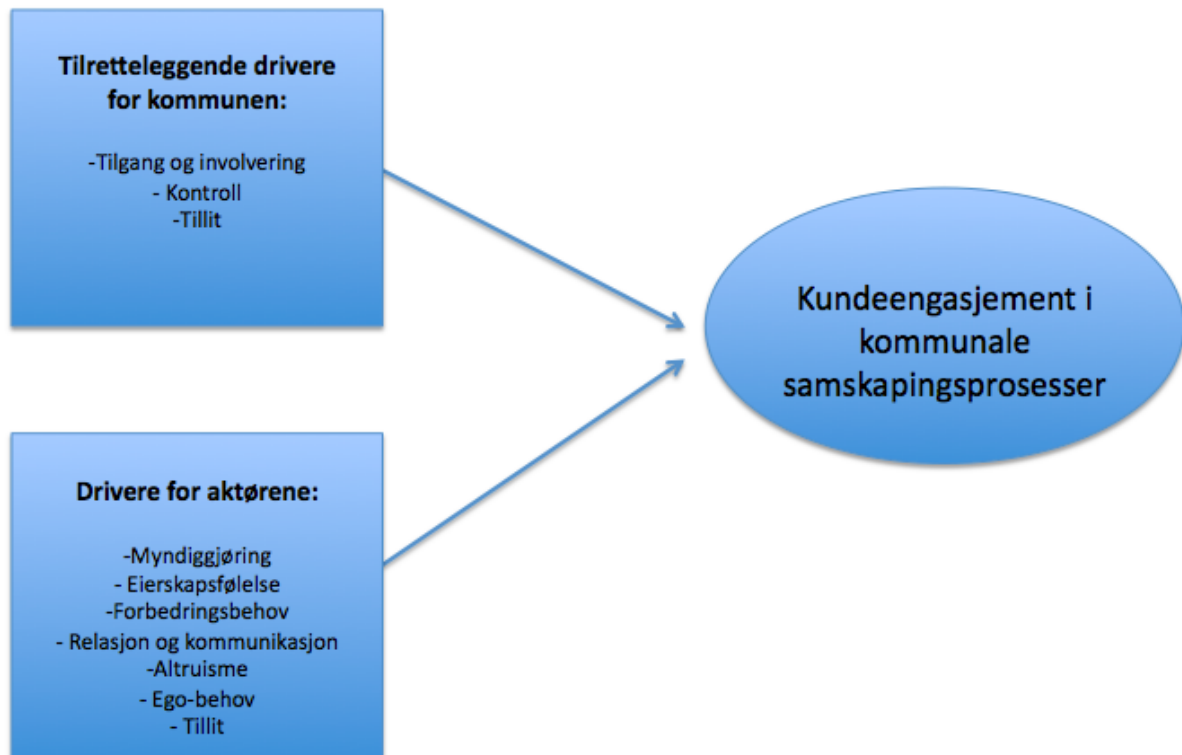 Tilretteleggende drivere
for kommunen:
-Tilgang og involvering
- Kontroll
-Tillit
Kundeengasjement i
kommunale
samskapingsprosesser
Drivere for aktørene:
-Myndiggjøring
- Eierskapsfølelse
-Forbedringsbehov
- Relasjon og kommunikasjon
-Altruisme
- Ego-behov
- Tillit